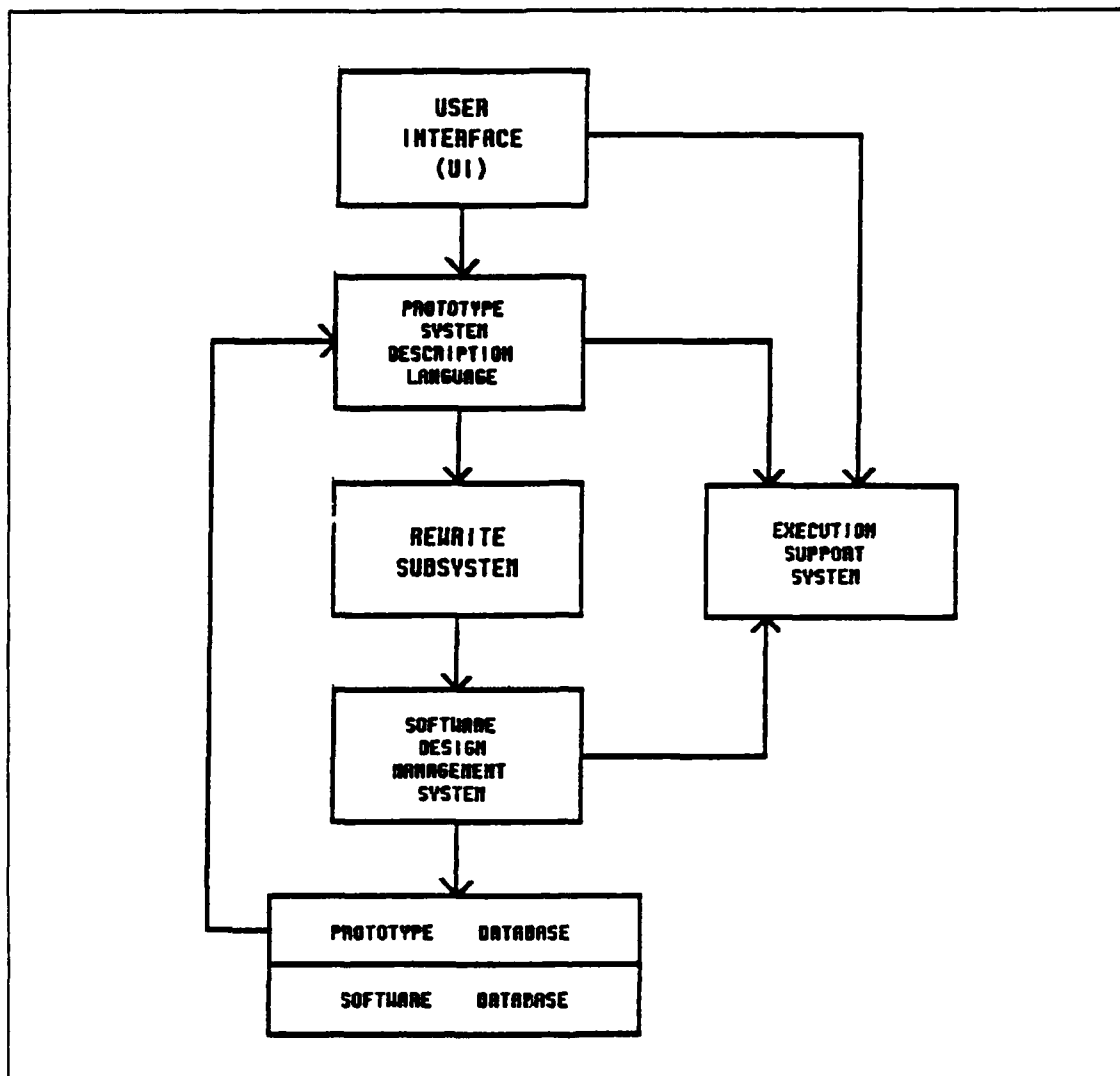 USER
INTERFACE
(UI)
PROTOTYPE
SYSTEM
DESCRIPTION
LANGUAGE
REWRITE
SUBSYSTEM
EXECUTION
SUPPORT
SYSTEM
SOFTWARE
DESIGN
MANAGEMENT
SYSTEM
PROTOTYPE DATABASE
SOFTWARE DATABASE